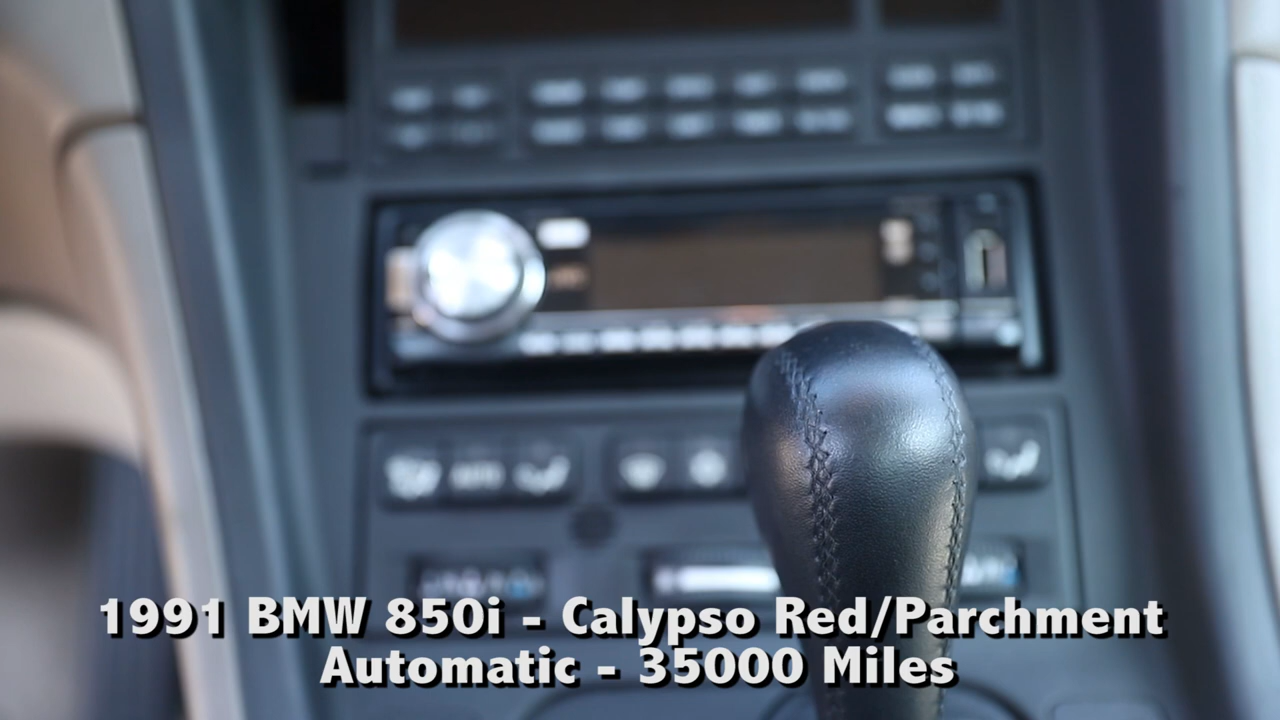 1991 BMW 850i - Calypso Red/Parchment
Automatic - 35000 Miles